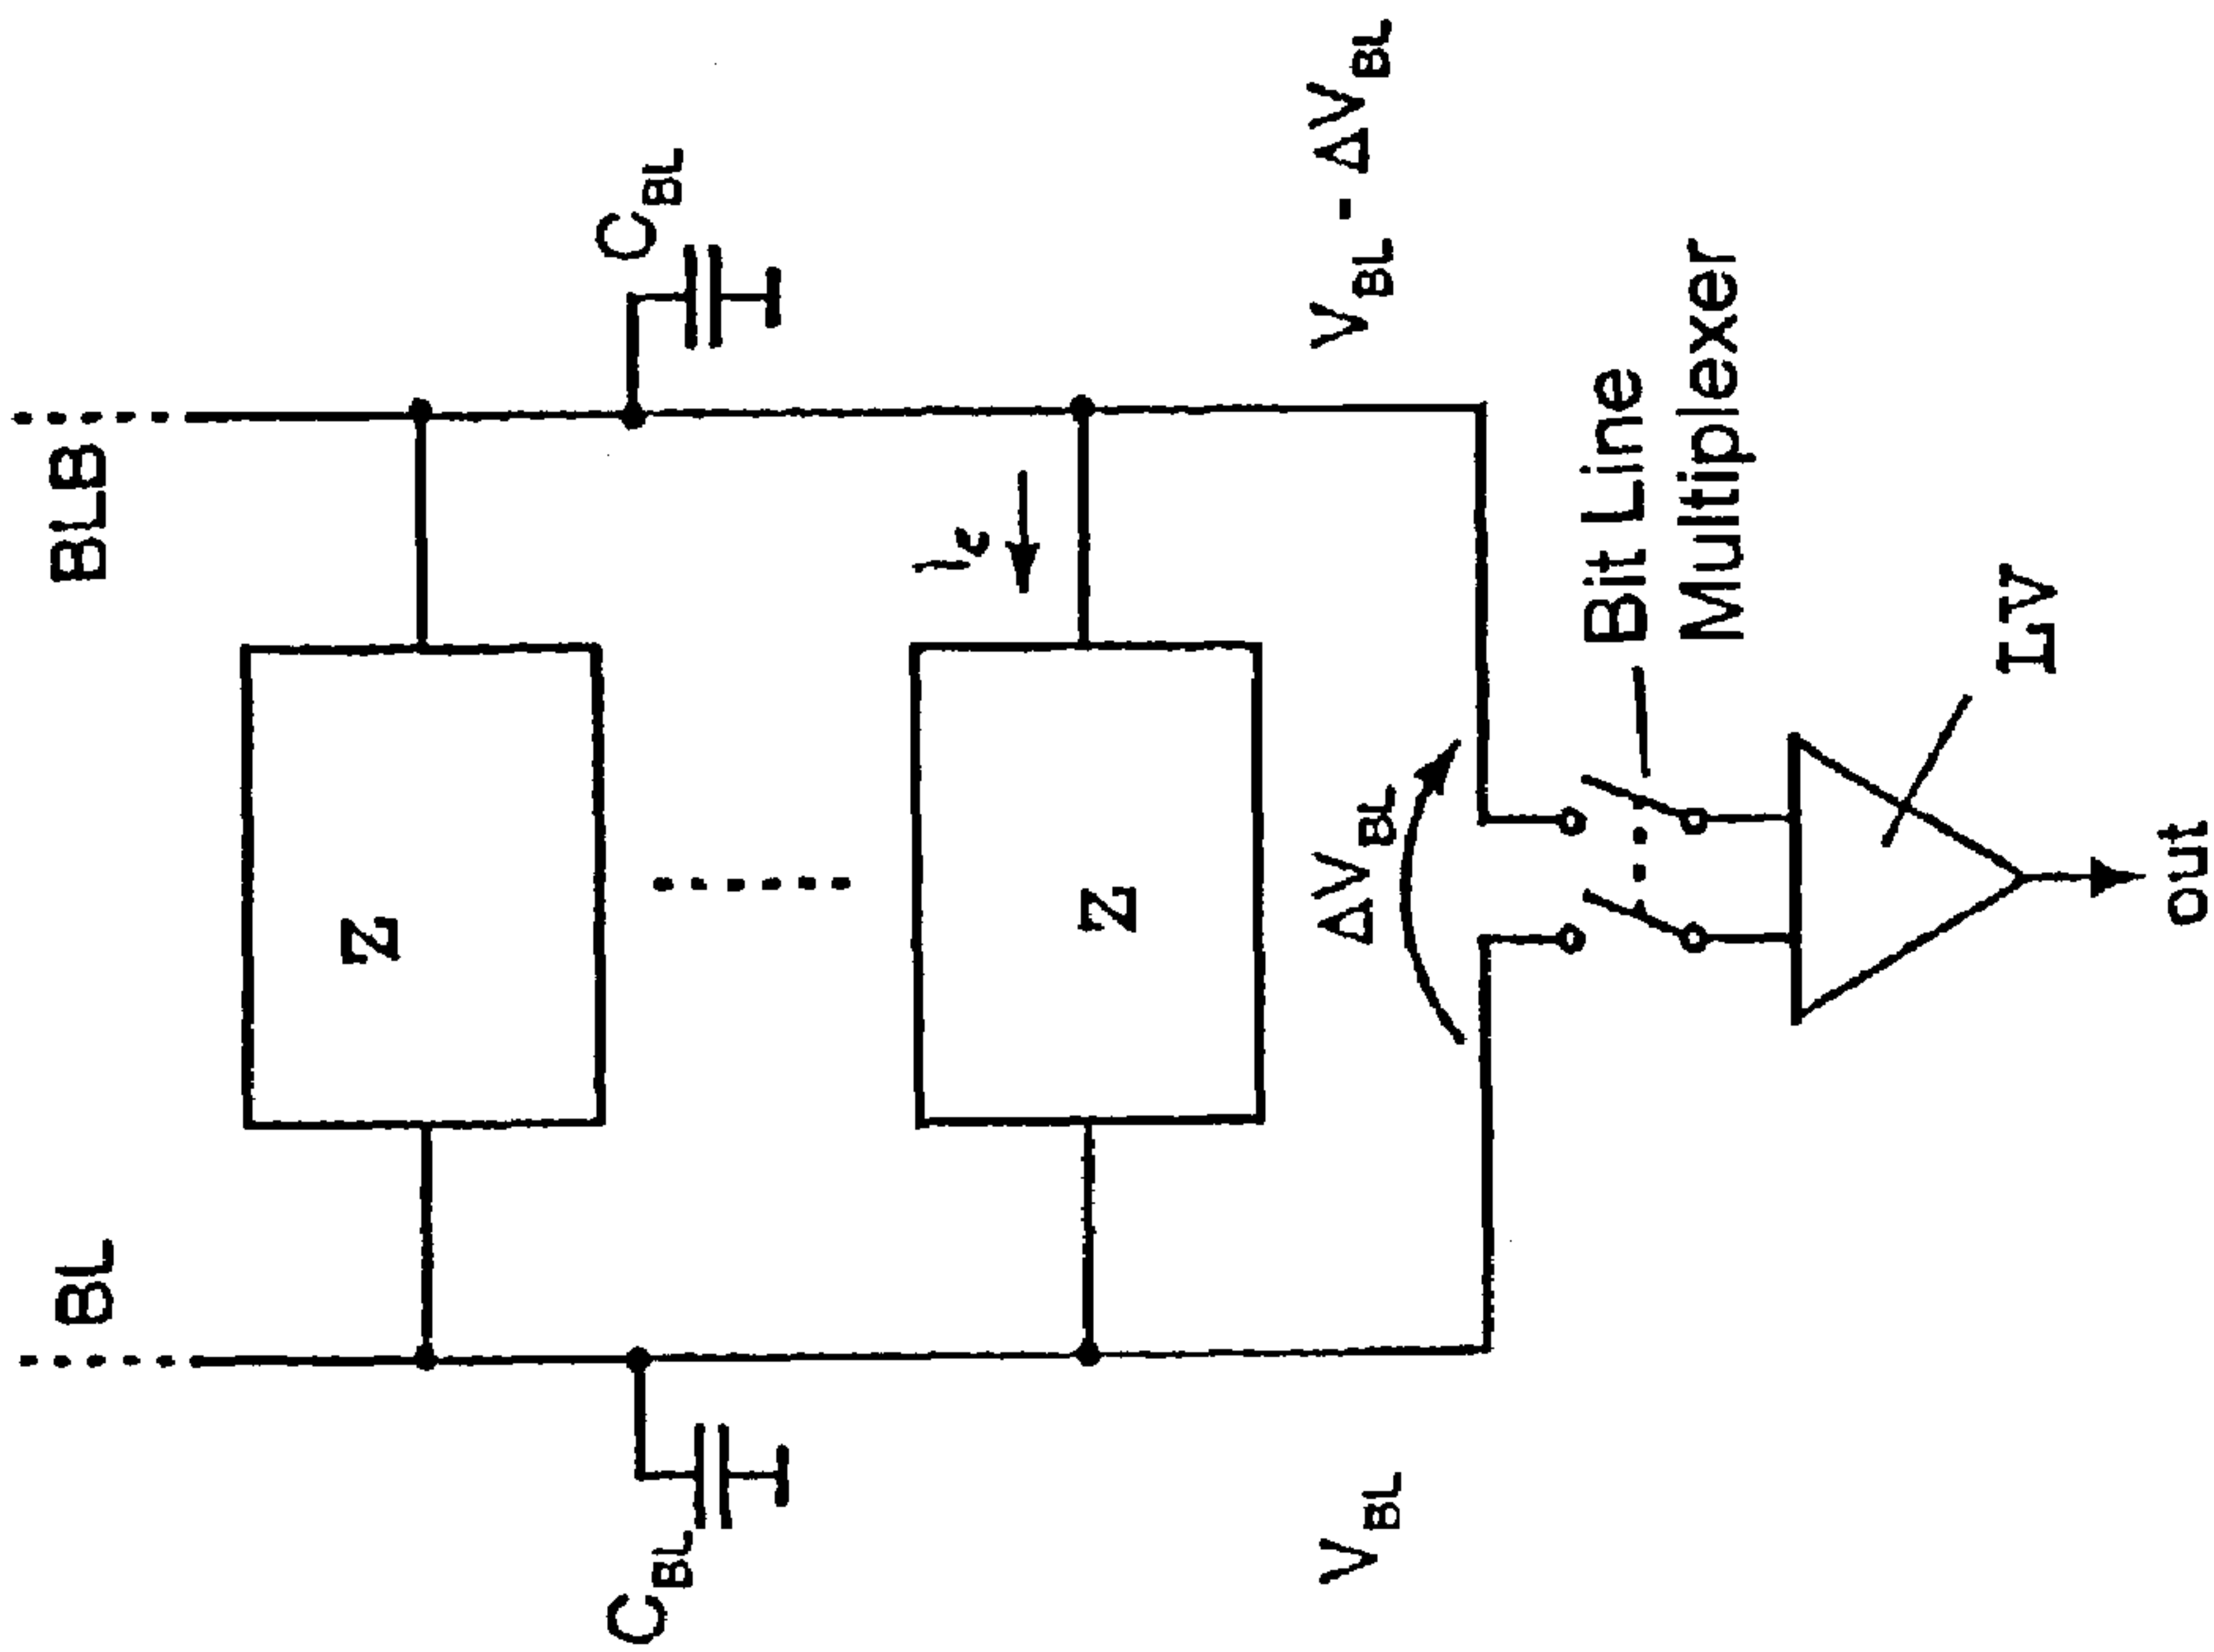 BL
BLB
Z
C_BL
C_BL
i_c
Z
V_BL
ΔV_BL
V_BL - ΔV_BL
Bit Line
Multiplexer
LV
out